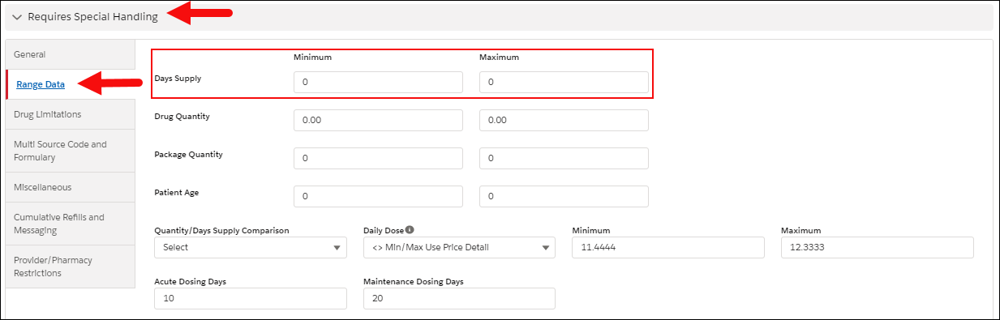 Requires Special Handling
General
Range Data
Drug Limitations
Multi Source Code and
Formulary
Miscellaneous
Cumulative Refills and
Messaging
Provider/Pharmacy
Restrictions
Minimum Maximum
Days Supply 0 0
Drug Quantity 0.00 0.00
Package Quantity 0 0
Patient Age 0 0
Quantity/Days Supply Comparison Daily Dose Minimum Maximum
Select <> Min/Max Use Price Detail 11.4444 12.3333
Acute Dosing Days Maintenance Dosing Days
10 20